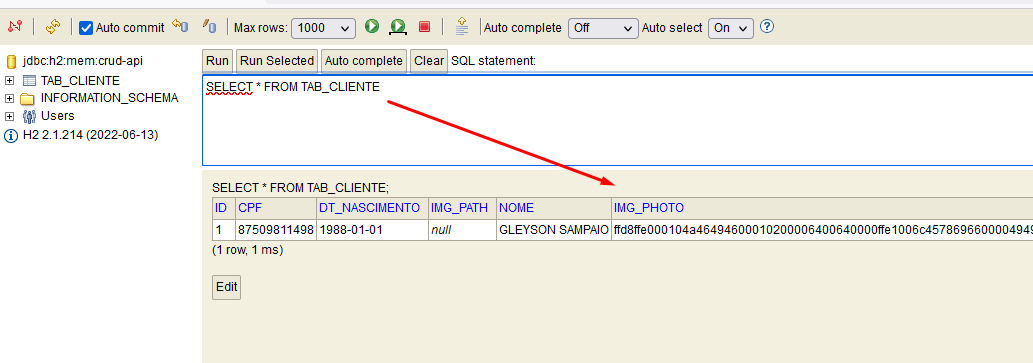 Auto commit Max rows: 1000 Auto complete Off Auto select On
jdbc:h2:mem:crud-api
TAB_CLIENTE
INFORMATION_SCHEMA
Users
H2 2.1.214 (2022-06-13)
Run Run Selected Auto complete Clear SQL statement:
SELECT * FROM TAB_CLIENTE
SELECT * FROM TAB_CLIENTE;
ID CPF DT_NASCIMENTO IMG_PATH NOME IMG_PHOTO
1 87509811498 1988-01-01 null GLEYSON SAMPAIO ffd8ffe000104a46494600010200006400640000ffe1006c4578696600004949
(1 row, 1 ms)
Edit